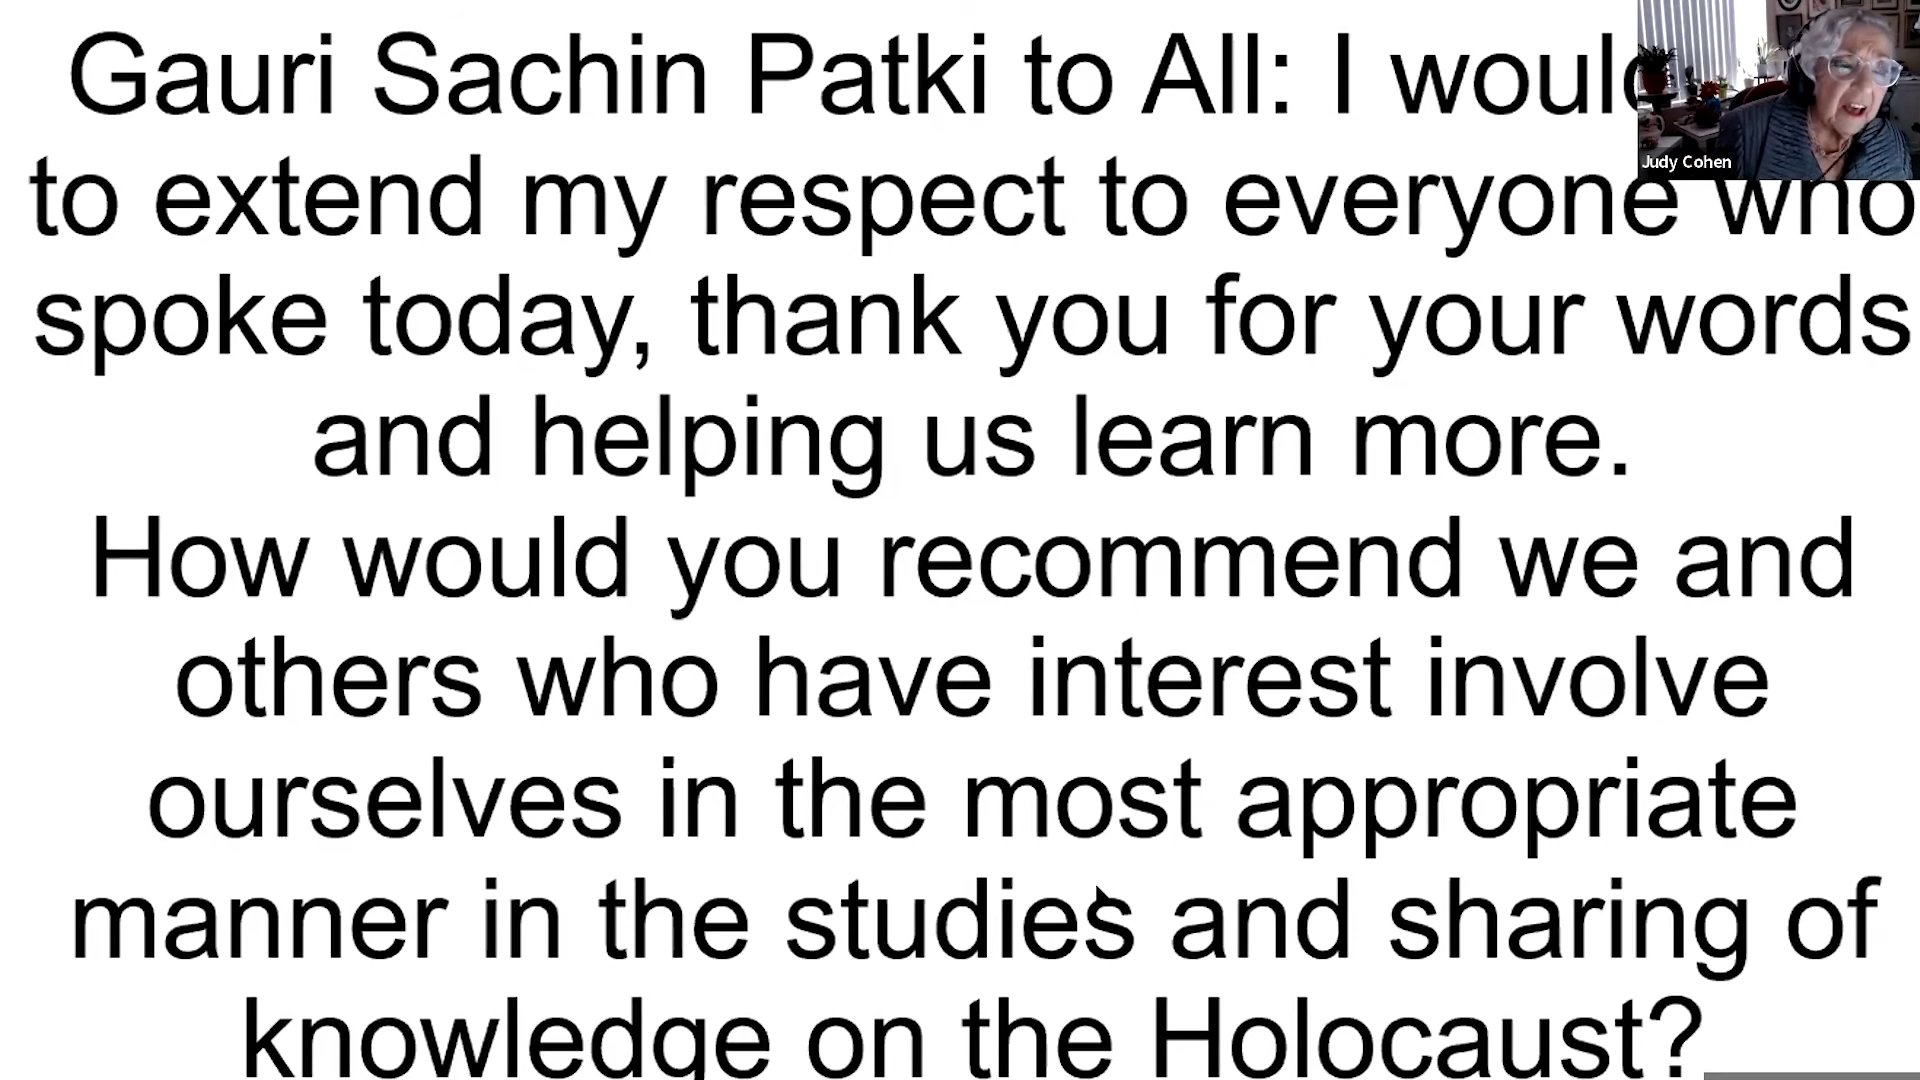 Gauri Sachin Patki to All: I would
to extend my respect to everyone who
spoke today, thank you for your words
and helping us learn more.
How would you recommend we and
others who have interest involve
ourselves in the most appropriate
manner in the studies and sharing of
knowledge on the Holocaust?
Judy Cohen